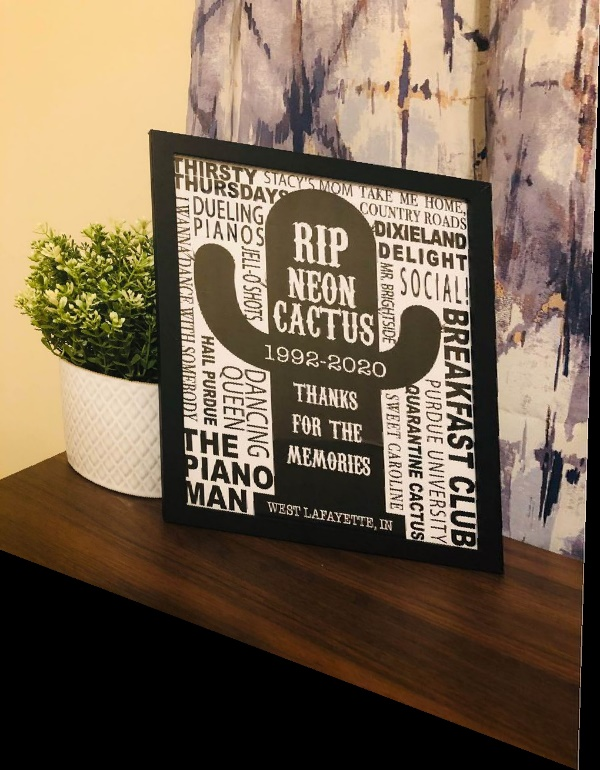 THIRSTY
THURSDAYS
STACY'S MOM
TAKE ME HOME,
COUNTRY ROADS
I WANNA DANCE WITH SOMEBODY
DUELING
PIANOS
JELL-O SHOTS
DIXIELAND
DELIGHT
SOCIAL!
MR BRIGHTSIDE
RIP
NEON
CACTUS
1992-2020
THANKS
FOR THE
MEMORIES
HAIL PURDUE
DANCING
QUEEN
THE
PIANO
MAN
SWEET CAROLINE
QUARANTINE CACTUS
PURDUE UNIVERSITY
BREAKFAST CLUB
WEST LAFAYETTE, IN